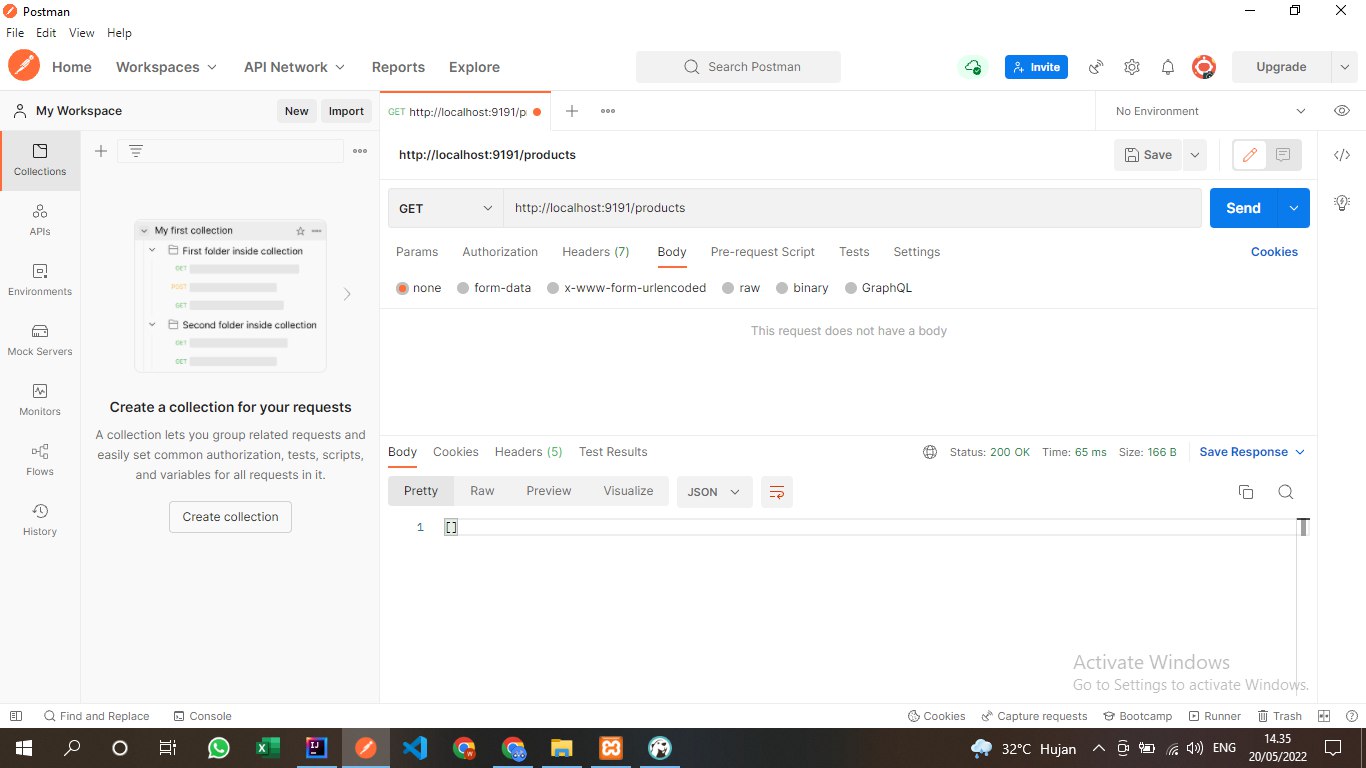 Postman
File Edit View Help
Home Workspaces API Network Reports Explore
Search Postman
Invite
Upgrade
My Workspace
New Import
GET http://localhost:9191/p
No Environment
http://localhost:9191/products
Save
GET
http://localhost:9191/products
Send
Params Authorization Headers (7) Body Pre-request Script Tests Settings
Cookies
none form-data x-www-form-urlencoded raw binary GraphQL
This request does not have a body
Collections
APIs
Environments
Mock Servers
Monitors
Flows
History
My first collection
First folder inside collection
GET
POST
GET
Second folder inside collection
GET
GET
Create a collection for your requests
A collection lets you group related requests and
easily set common authorization, tests, scripts,
and variables for all requests in it.
Create collection
Body Cookies Headers (5) Test Results
Status: 200 OK Time: 65 ms Size: 166 B
Save Response
Pretty Raw Preview Visualize
JSON
1 []
Activate Windows
Go to Settings to activate Windows.
Find and Replace Console
Cookies Capture requests Bootcamp Runner Trash
32°C Hujan
ENG
14.35
20/05/2022